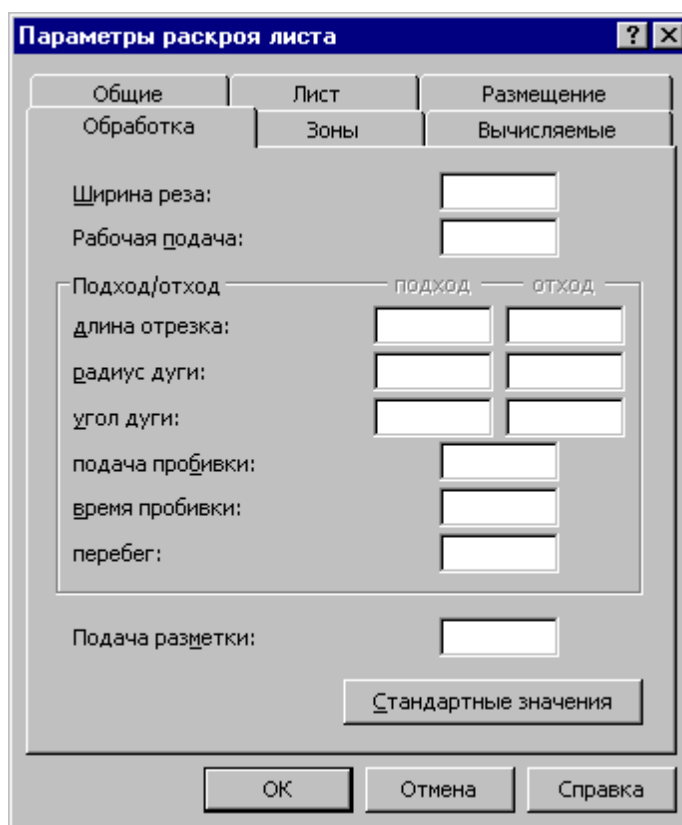 Параметры раскроя листа
Общие Лист Размещение
Обработка Зоны Вычисляемые
Ширина реза:
Рабочая подача:
Подход/отход подход отход
длина отрезка:
радиус дуги:
угол дуги:
подача пробивки:
время пробивки:
перебег:
Подача разметки:
Стандартные значения
ОК Отмена Справка